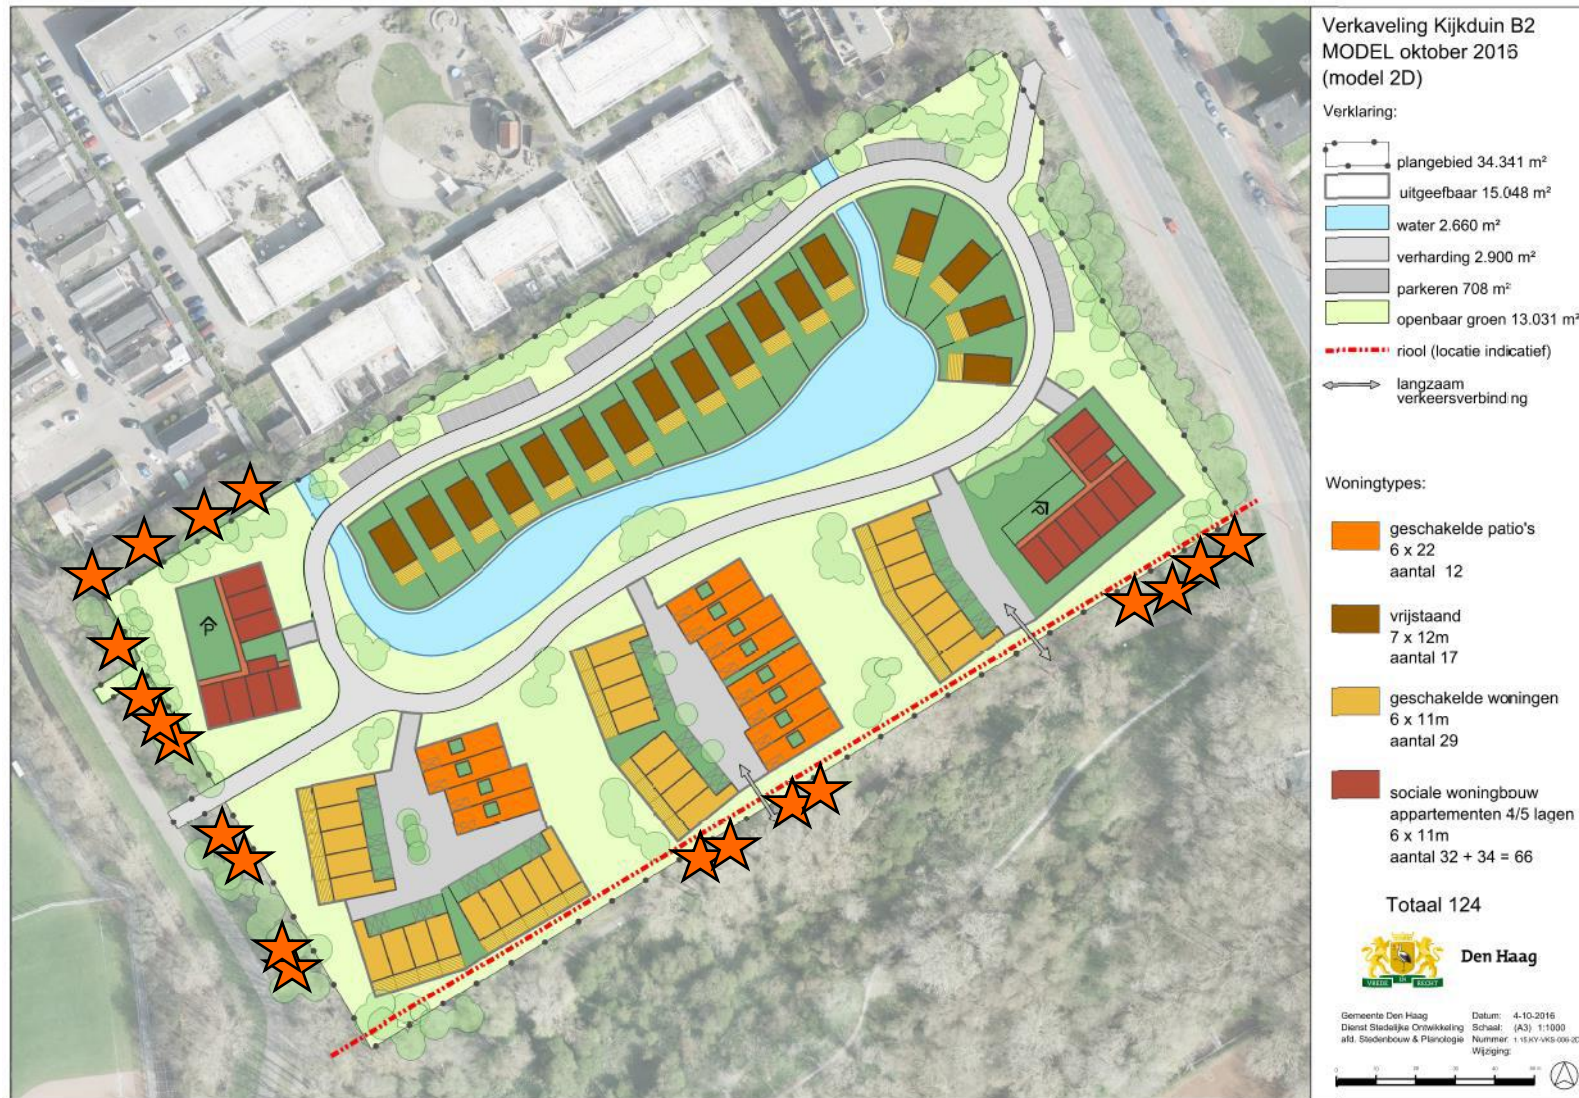 Verkaveling Kijkduin B2
MODEL oktober 2016
(model 2D)
Verklaring:
plangebied 34.341 m²
uitgeefbaar 15.048 m²
water 2.660 m²
verharding 2.900 m²
parkeren 708 m²
openbaar groen 13.031 m²
riool (locatie indicatief)
langzaam
verkeersverbinding
Woningtypes:
geschakelde patio's
6 x 22
aantal 12
vrijstaand
7 x 12m
aantal 17
geschakelde woningen
6 x 11m
aantal 29
sociale woningbouw
appartementen 4/5 lagen
6 x 11m
aantal 32 + 34 = 66
Totaal 124
Den Haag
VREDE EN RECHT
Gemeente Den Haag
Dienst Stedelijke Ontwikkeling
afd. Stedenbouw & Planologie
Datum: 4-10-2016
Schaal: (A3) 1:1000
Nummer:
Wijziging:
P
P